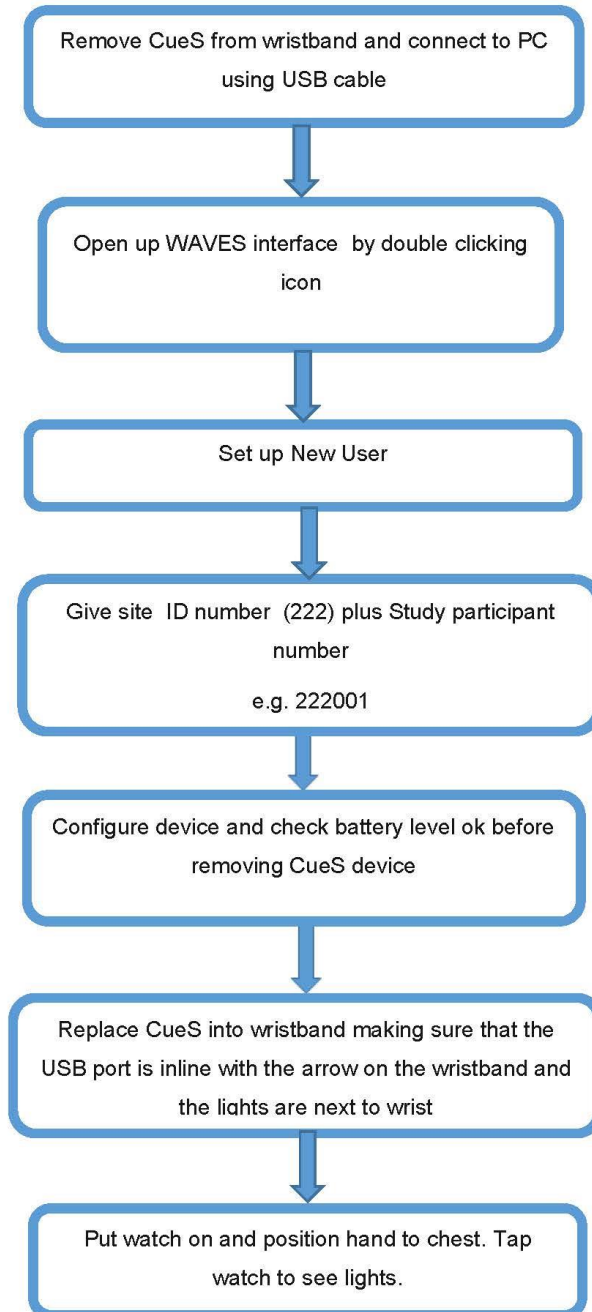 Remove CueS from wristband and connect to PC
using USB cable
Open up WAVES interface by double clicking
icon
Set up New User
Give site ID number (222) plus Study participant
number
e.g. 222001
Configure device and check battery level ok before
removing CueS device
Replace CueS into wristband making sure that the
USB port is inline with the arrow on the wristband and
the lights are next to wrist
Put watch on and position hand to chest. Tap
watch to see lights.